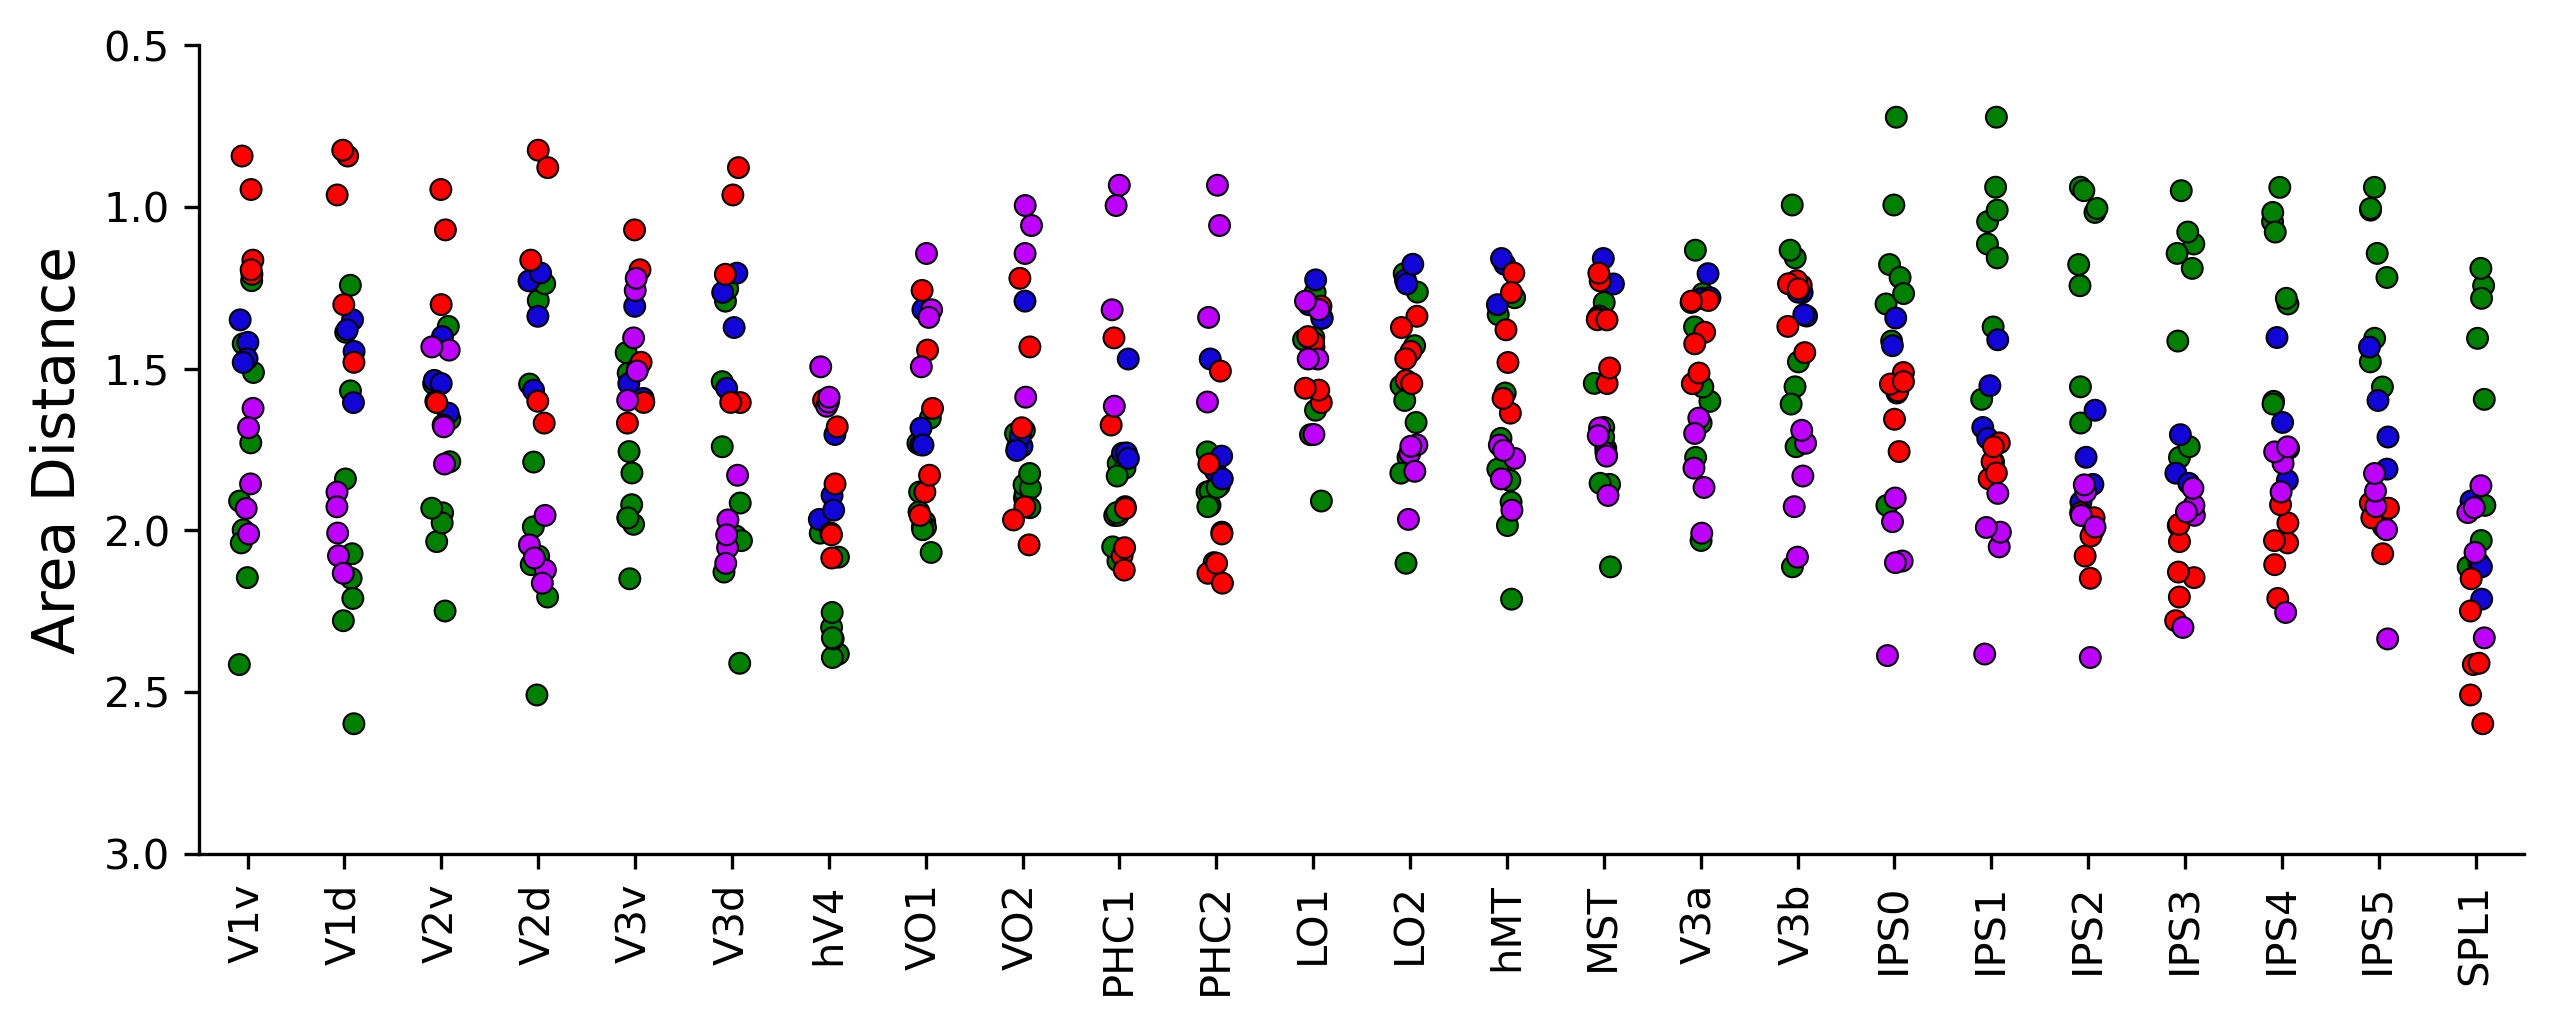 Area Distance
0.5
1.0
1.5
2.0
2.5
3.0
V1v
V1d
V2v
V2d
V3v
V3d
hV4
VO1
VO2
PHC1
PHC2
LO1
LO2
hMT
MST
V3a
V3b
IPS0
IPS1
IPS2
IPS3
IPS4
IPS5
SPL1